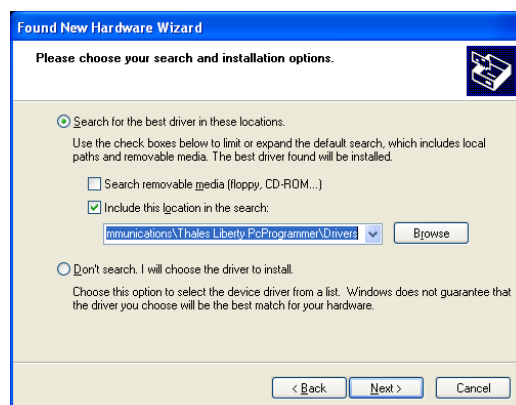 Found New Hardware Wizard
Please choose your search and installation options.
Search for the best driver in these locations.
Use the check boxes below to limit or expand the default search, which includes local
paths and removable media. The best driver found will be installed.
Search removable media (floppy, CD-ROM...)
Include this location in the search:
mmunications\Thales Liberty PcProgrammer\Drivers
Browse
Don't search. I will choose the driver to install.
Choose this option to select the device driver from a list. Windows does not guarantee that
the driver you choose will be the best match for your hardware.
< Back
Next >
Cancel